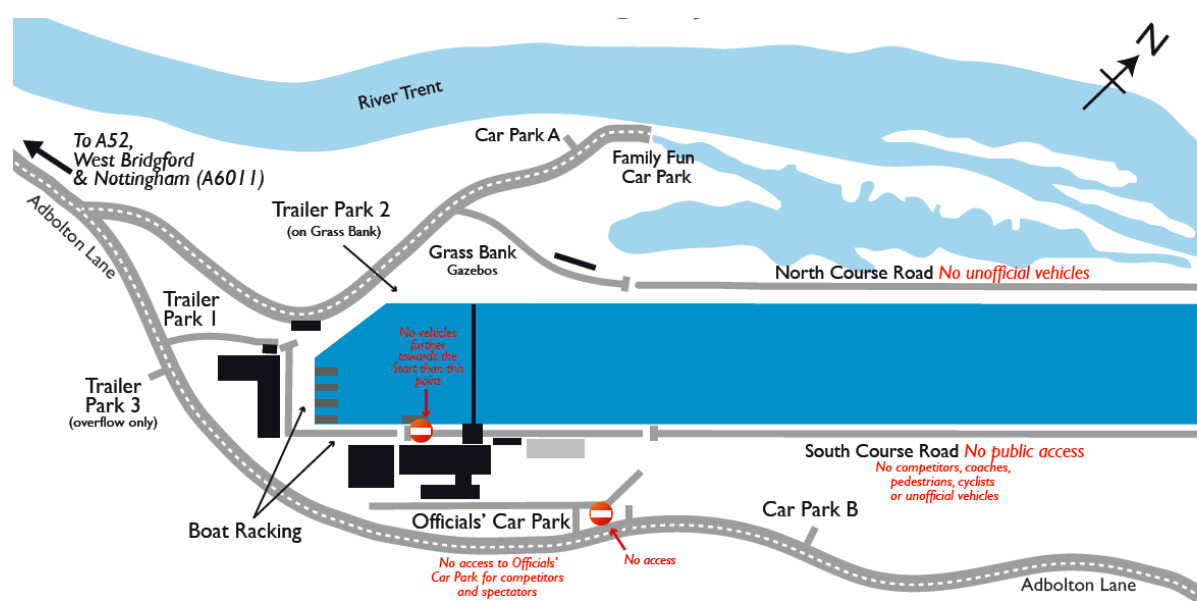 N
River Trent
Car Park A
To A52,
West Bridgford
& Nottingham (A6011)
Family Fun
Car Park
Adbolton Lane
Trailer Park 2
(on Grass Bank)
Grass Bank
Gazebos
North Course Road No unofficial vehicles
Trailer
Park 1
No vehicles
further
towards the
Start than this
point
Trailer
Park 3
(overflow only)
South Course Road No public access
No competitors, coaches,
pedestrians, cyclists
or unofficial vehicles
Boat Racking
Officials' Car Park
Car Park B
No access to Officials'
Car Park for competitors
and spectators
No access
Adbolton Lane